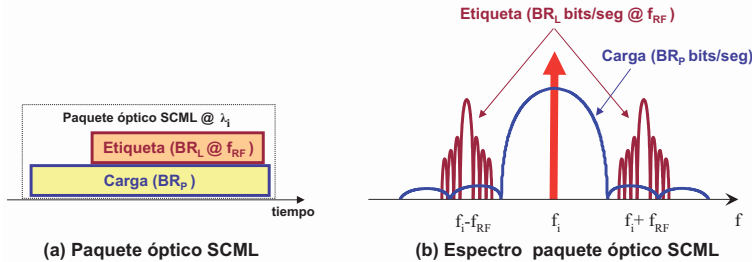 Paquete óptico SCML @ λi
Etiqueta (BRL @ fRF )
Carga (BRP)
tiempo
(a) Paquete óptico SCML
Etiqueta (BRL bits/seg @ fRF)
Carga (BRP bits/seg)
fi-fRF
fi
fi+ fRF
f
(b) Espectro paquete óptico SCML